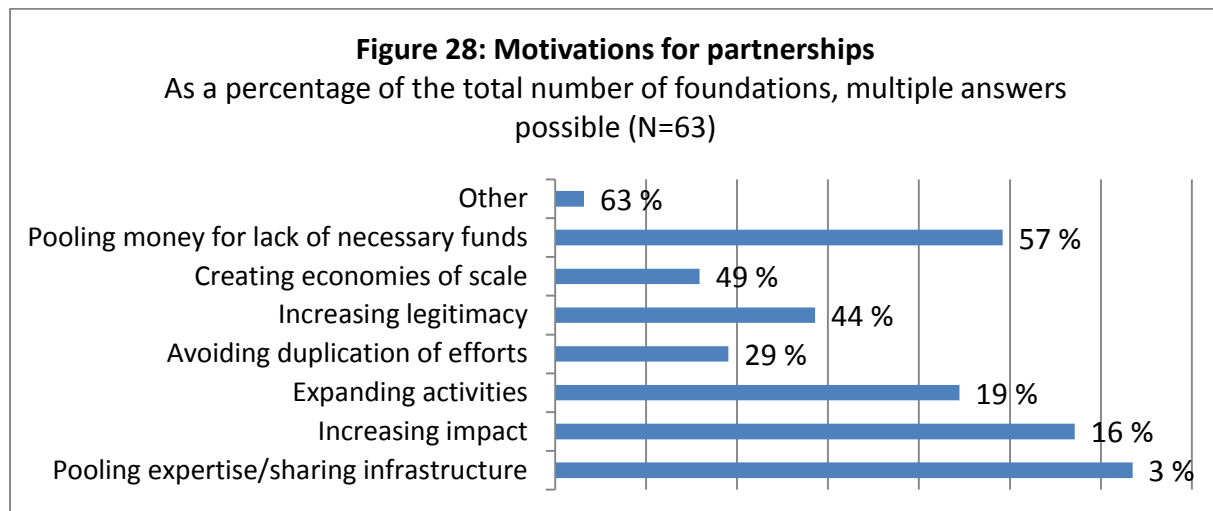 Figure 28: Motivations for partnerships
As a percentage of the total number of foundations, multiple answers
possible (N=63)
Other 63 %
Pooling money for lack of necessary funds 57 %
Creating economies of scale 49 %
Increasing legitimacy 44 %
Avoiding duplication of efforts 29 %
Expanding activities 19 %
Increasing impact 16 %
Pooling expertise/sharing infrastructure 3 %